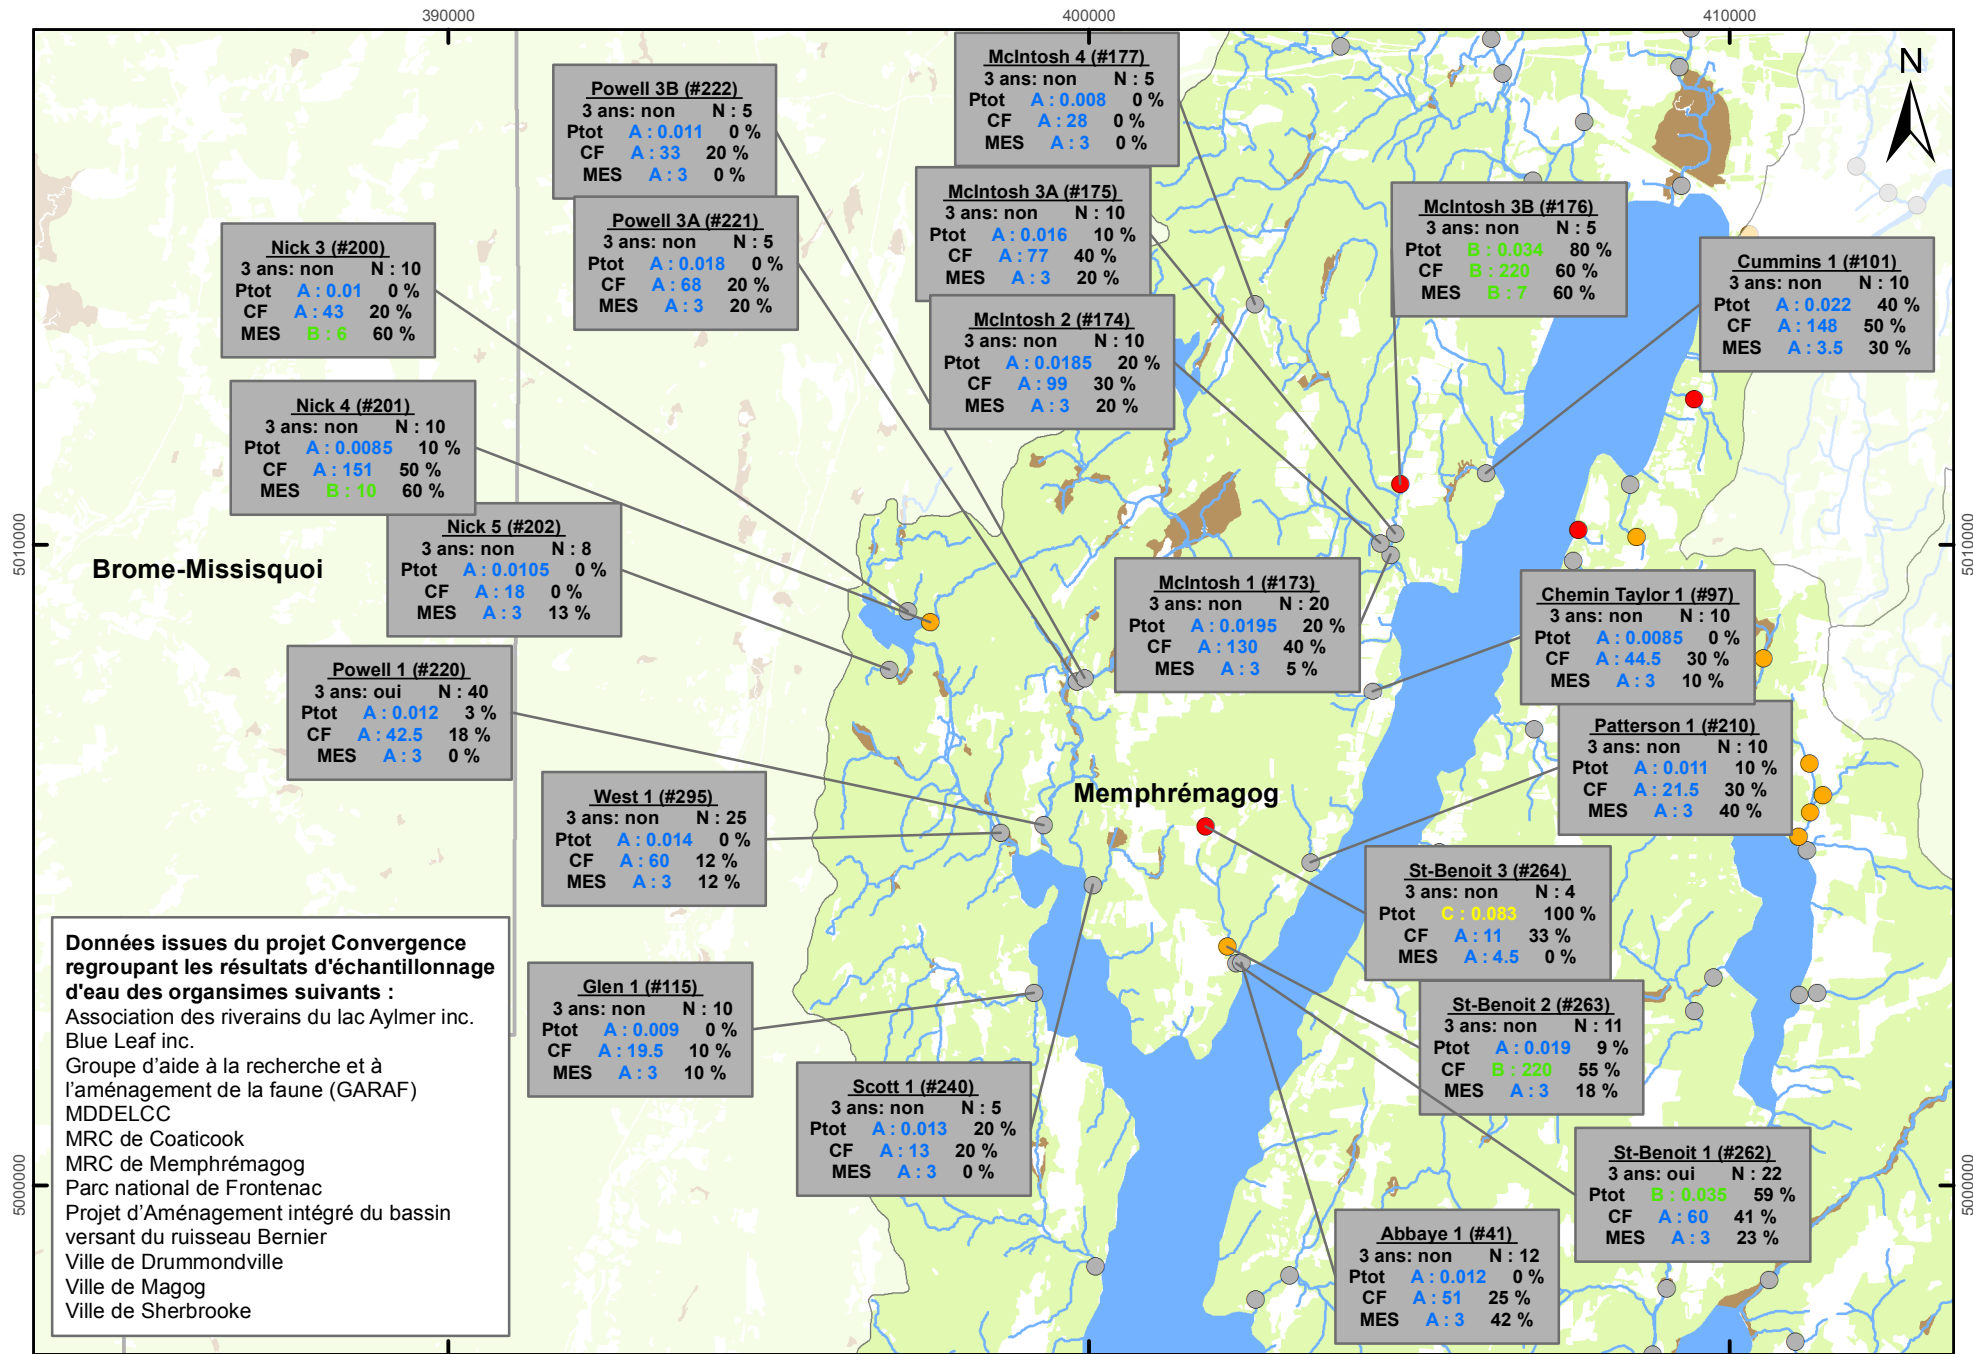 390000
400000
410000
N
McIntosh 4 (#177)
3 ans: non N : 5
Ptot A : 0.008 0 %
CF A : 28 0 %
MES A : 3 0 %
Powell 3B (#222)
3 ans: non N : 5
Ptot A : 0.011 0 %
CF A : 33 20 %
MES A : 3 0 %
McIntosh 3A (#175)
3 ans: non N : 10
Ptot A : 0.016 10 %
CF A : 77 40 %
MES A : 3 20 %
McIntosh 3B (#176)
3 ans: non N : 5
Ptot B : 0.034 80 %
CF B : 220 60 %
MES B : 7 60 %
Powell 3A (#221)
3 ans: non N : 5
Ptot A : 0.018 0 %
CF A : 68 20 %
MES A : 3 20 %
Nick 3 (#200)
3 ans: non N : 10
Ptot A : 0.01 0 %
CF A : 43 20 %
MES B : 6 60 %
Cummins 1 (#101)
3 ans: non N : 10
Ptot A : 0.022 40 %
CF A : 148 50 %
MES A : 3.5 30 %
McIntosh 2 (#174)
3 ans: non N : 10
Ptot A : 0.0185 20 %
CF A : 99 30 %
MES A : 3 20 %
Nick 4 (#201)
3 ans: non N : 10
Ptot A : 0.0085 10 %
CF A : 151 50 %
MES B : 10 60 %
Nick 5 (#202)
3 ans: non N : 8
Ptot A : 0.0105 0 %
CF A : 18 0 %
MES A : 3 13 %
5010000
5010000
Brome-Missisquoi
McIntosh 1 (#173)
3 ans: non N : 20
Ptot A : 0.0195 20 %
CF A : 130 40 %
MES A : 3 5 %
Chemin Taylor 1 (#97)
3 ans: non N : 10
Ptot A : 0.0085 0 %
CF A : 44.5 30 %
MES A : 3 10 %
Powell 1 (#220)
3 ans: oui N : 40
Ptot A : 0.012 3 %
CF A : 42.5 18 %
MES A : 3 0 %
Patterson 1 (#210)
3 ans: non N : 10
Ptot A : 0.011 10 %
CF A : 21.5 30 %
MES A : 3 40 %
West 1 (#295)
3 ans: non N : 25
Ptot A : 0.014 0 %
CF A : 60 12 %
MES A : 3 12 %
Memphrémagog
St-Benoit 3 (#264)
3 ans: non N : 4
Ptot C : 0.083 100 %
CF A : 11 33 %
MES A : 4.5 0 %
Glen 1 (#115)
3 ans: non N : 10
Ptot A : 0.009 0 %
CF A : 19.5 10 %
MES A : 3 10 %
St-Benoit 2 (#263)
3 ans: non N : 11
Ptot A : 0.019 9 %
CF B : 220 55 %
MES A : 3 18 %
Scott 1 (#240)
3 ans: non N : 5
Ptot A : 0.013 20 %
CF A : 13 20 %
MES A : 3 0 %
St-Benoit 1 (#262)
3 ans: oui N : 22
Ptot B : 0.035 59 %
CF A : 60 41 %
MES A : 3 23 %
Abbaye 1 (#41)
3 ans: non N : 12
Ptot A : 0.012 0 %
CF A : 51 25 %
MES A : 3 42 %
5000000
5000000
Données issues du projet Convergence
regroupant les résultats d'échantillonnage
d'eau des organsimes suivants :
Association des riverains du lac Aylmer inc.
Blue Leaf inc.
Groupe d'aide à la recherche et à
l'aménagement de la faune (GARAF)
MDDELCC
MRC de Coaticook
MRC de Memphrémagog
Parc national de Frontenac
Projet d'Aménagement intégré du bassin
versant du ruisseau Bernier
Ville de Drummondville
Ville de Magog
Ville de Sherbrooke